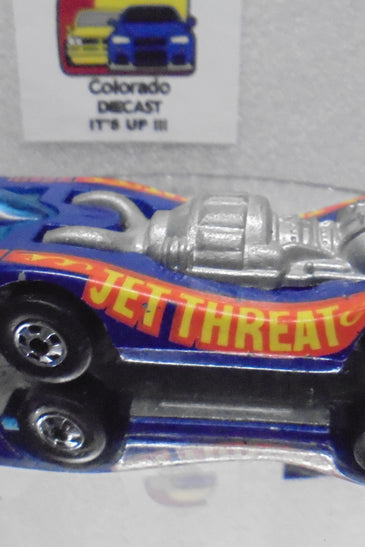 Colorado
DIECAST
IT'S UP !!!
JET THREAT